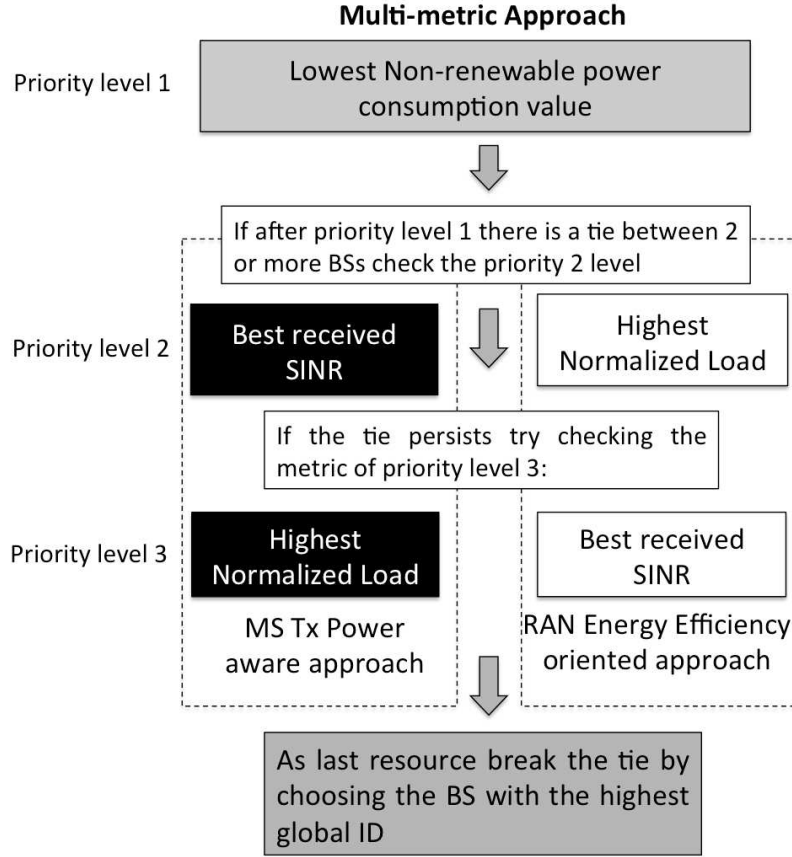 Multi-metric Approach
Priority level 1
Lowest Non-renewable power
consumption value
If after priority level 1 there is a tie between 2
or more BSs check the priority 2 level
Priority level 2
Best received
SINR
Highest
Normalized Load
If the tie persists try checking the
metric of priority level 3:
Priority level 3
Highest
Normalized Load
Best received
SINR
MS Tx Power
aware approach
RAN Energy Efficiency
oriented approach
As last resource break the tie by
choosing the BS with the highest
global ID